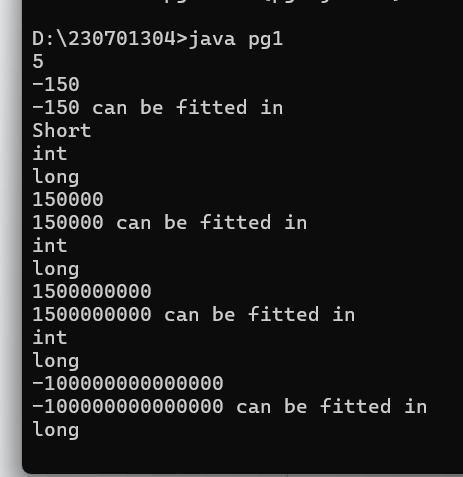 D:\230701304>java pg1
5
-150
-150 can be fitted in
Short
int
long
150000
150000 can be fitted in
int
long
1500000000
1500000000 can be fitted in
int
long
-100000000000000
-100000000000000 can be fitted in
long